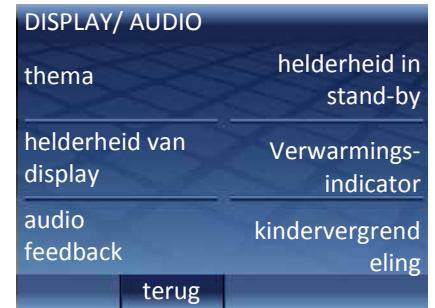 DISPLAY/ AUDIO
thema
helderheid in
stand-by
helderheid van
display
Verwarmings-
indicator
audio
feedback
kindervergrend
eling
terug